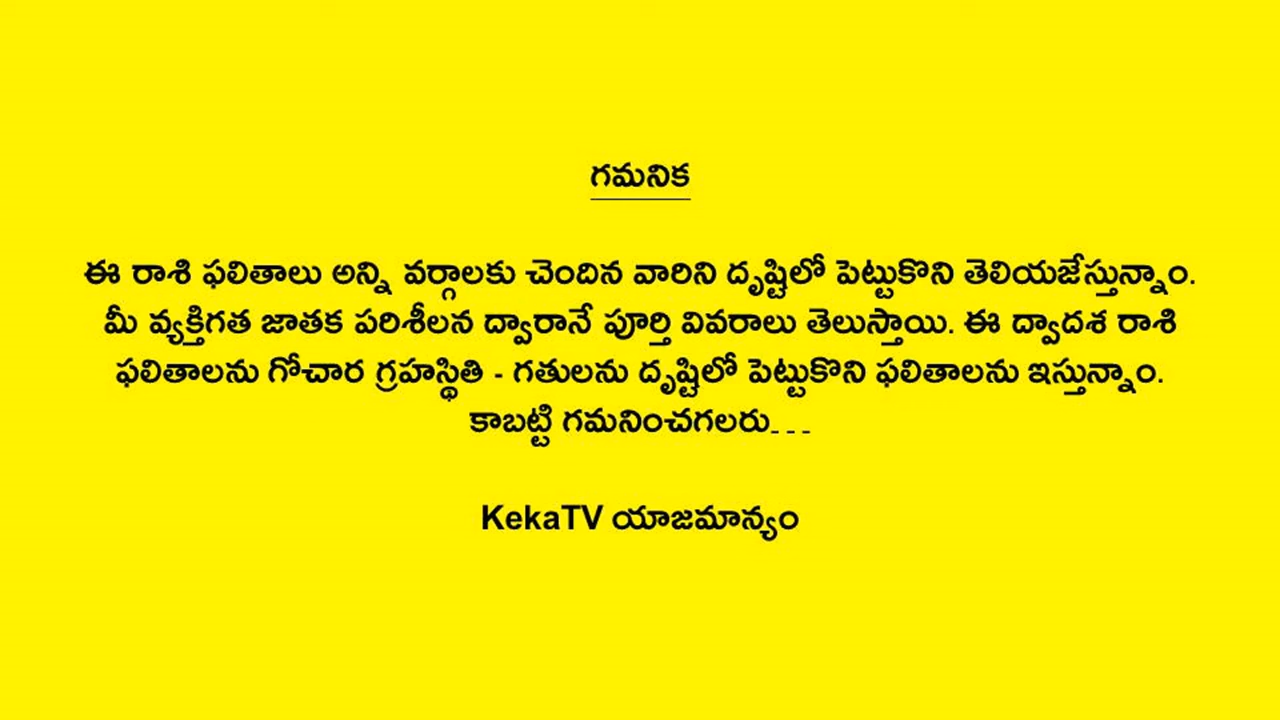 గమనిక
ఈ రాశి ఫలితాలు అన్ని వర్గాలకు చెందిన వారిని దృష్టిలో పెట్టుకొని తెలియజేస్తున్నాం.
మీ వ్యక్తిగత జాతక పరిశీలన ద్వారానే పూర్తి వివరాలు తెలుస్తాయి. ఈ ద్వాదశ రాశి
ఫలితాలను గోచార గ్రహస్థితి - గతులను దృష్టిలో పెట్టుకొని ఫలితాలను ఇస్తున్నాం.
కాబట్టి గమనించగలరు...
KekaTV యాజమాన్యం